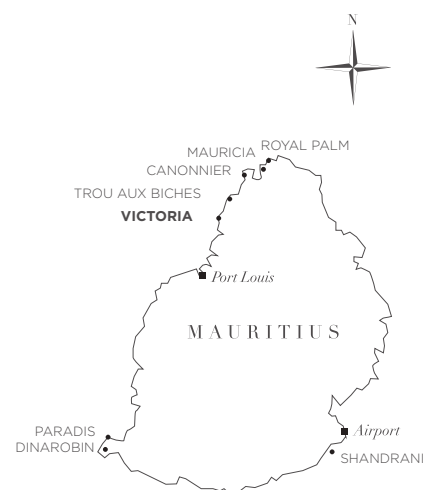 N
MAURICIA
ROYAL PALM
CANONNIER
TROU AUX BICHES
VICTORIA
Port Louis
MAURITIUS
PARADIS
DINAROBIN
Airport
SHANDRANI